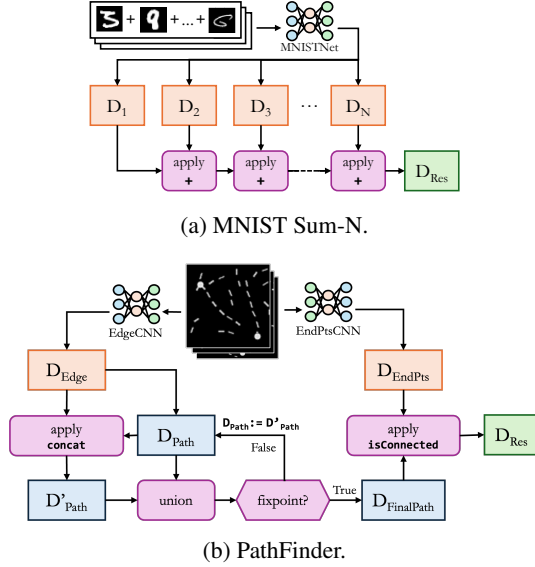 + + ... +
MNISTNet
D1 D2 D3 ... DN
apply + apply + apply +
DRes
(a) MNIST Sum-N.
EdgeCNN
EndPtsCNN
DEdge
DEndPts
apply concat
DPath
DPath := D'Path
False
apply isConnected
DRes
D'Path
union
fixpoint?
True
DFinalPath
(b) PathFinder.